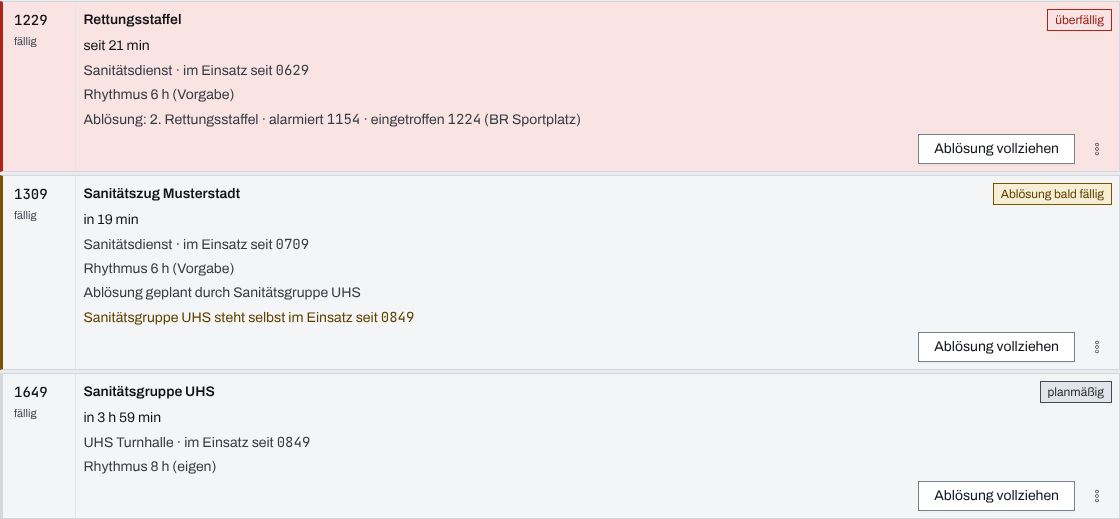 1229
fällig
Rettungsstaffel
überfällig
seit 21 min
Sanitätsdienst · im Einsatz seit 0629
Rhythmus 6 h (Vorgabe)
Ablösung: 2. Rettungsstaffel · alarmiert 1154 · eingetroffen 1224 (BR Sportplatz)
Ablösung vollziehen
1309
fällig
Sanitätszug Musterstadt
Ablösung bald fällig
in 19 min
Sanitätsdienst · im Einsatz seit 0709
Rhythmus 6 h (Vorgabe)
Ablösung geplant durch Sanitätsgruppe UHS
Sanitätsgruppe UHS steht selbst im Einsatz seit 0849
Ablösung vollziehen
1649
fällig
Sanitätsgruppe UHS
planmäßig
in 3 h 59 min
UHS Turnhalle · im Einsatz seit 0849
Rhythmus 8 h (eigen)
Ablösung vollziehen